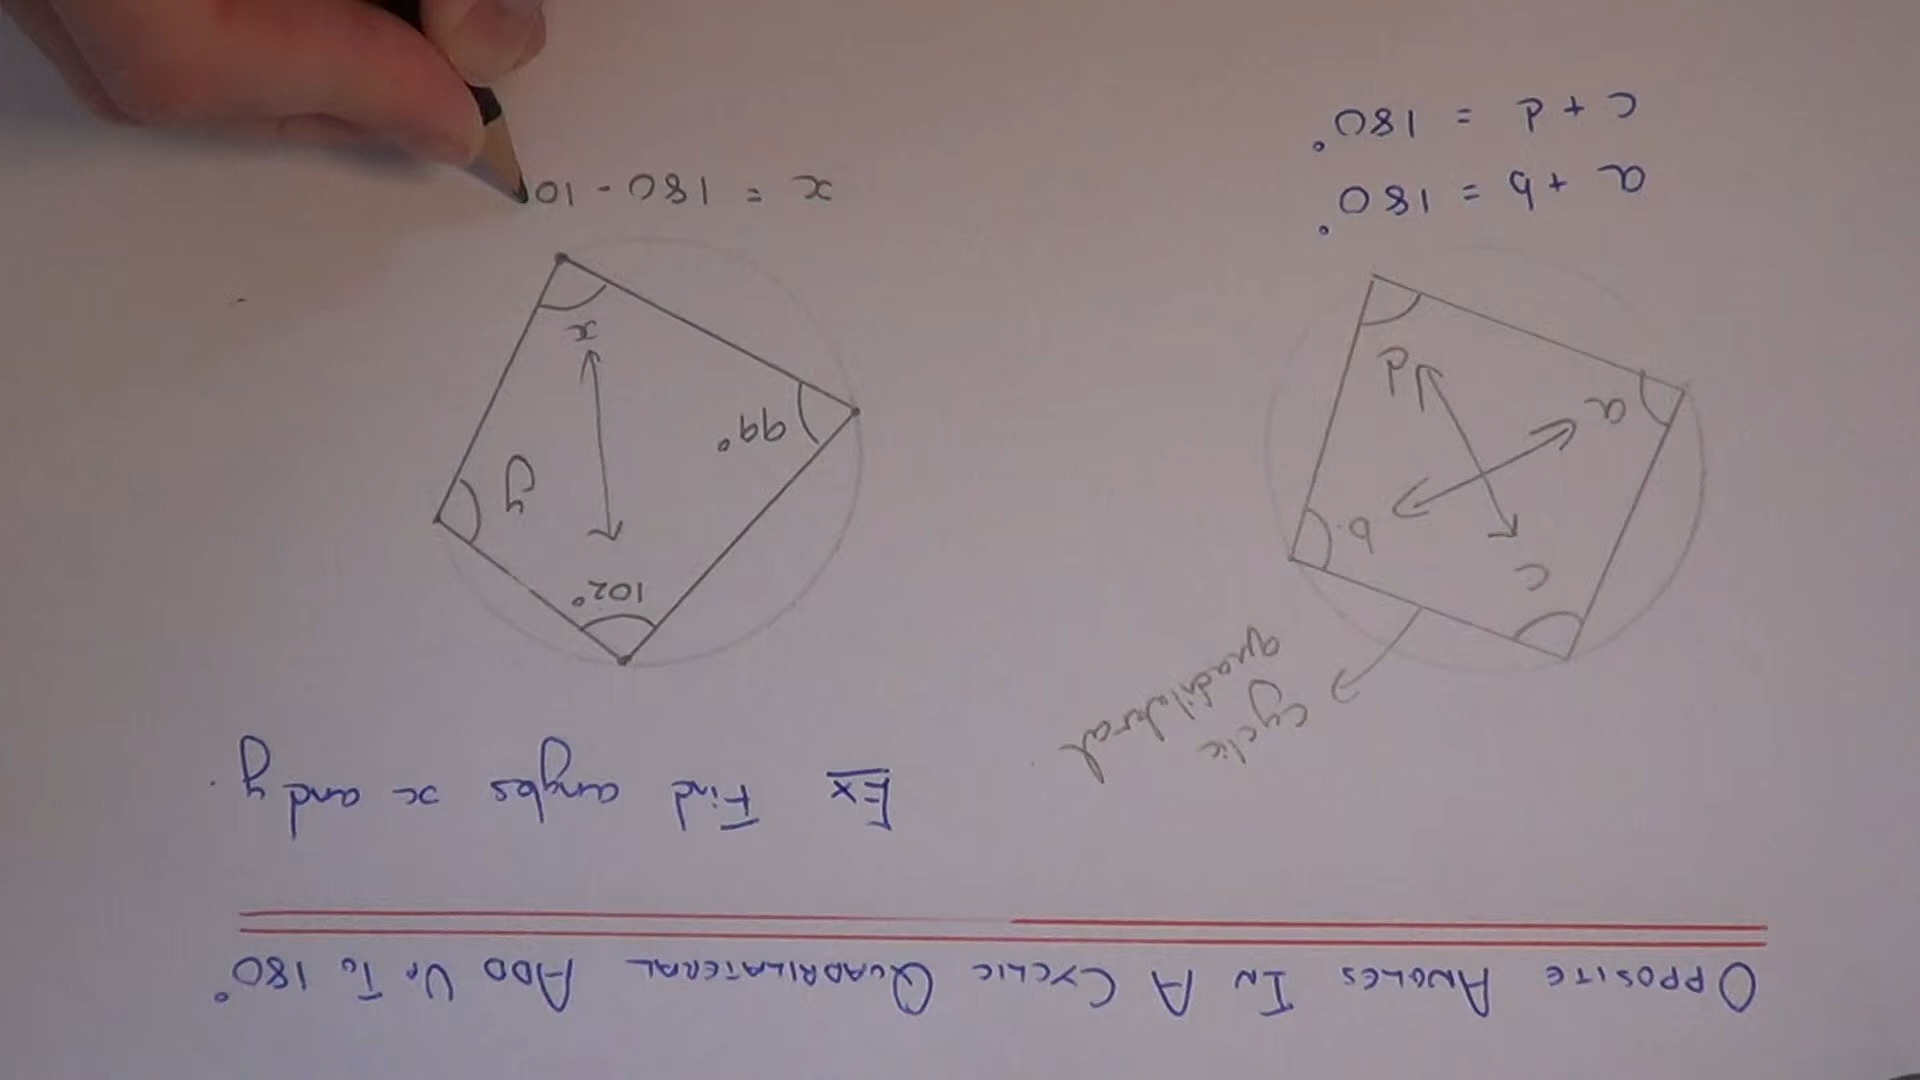 OPPOSITE ANGLES IN A CYCLIC QUADRILATERAL ADD UP TO 180°
Ex Find angles x and y.
cyclic
quadrilateral
c
b
a
d
a + b = 180°
c + d = 180°
102°
y
99°
x
x = 180 - 10